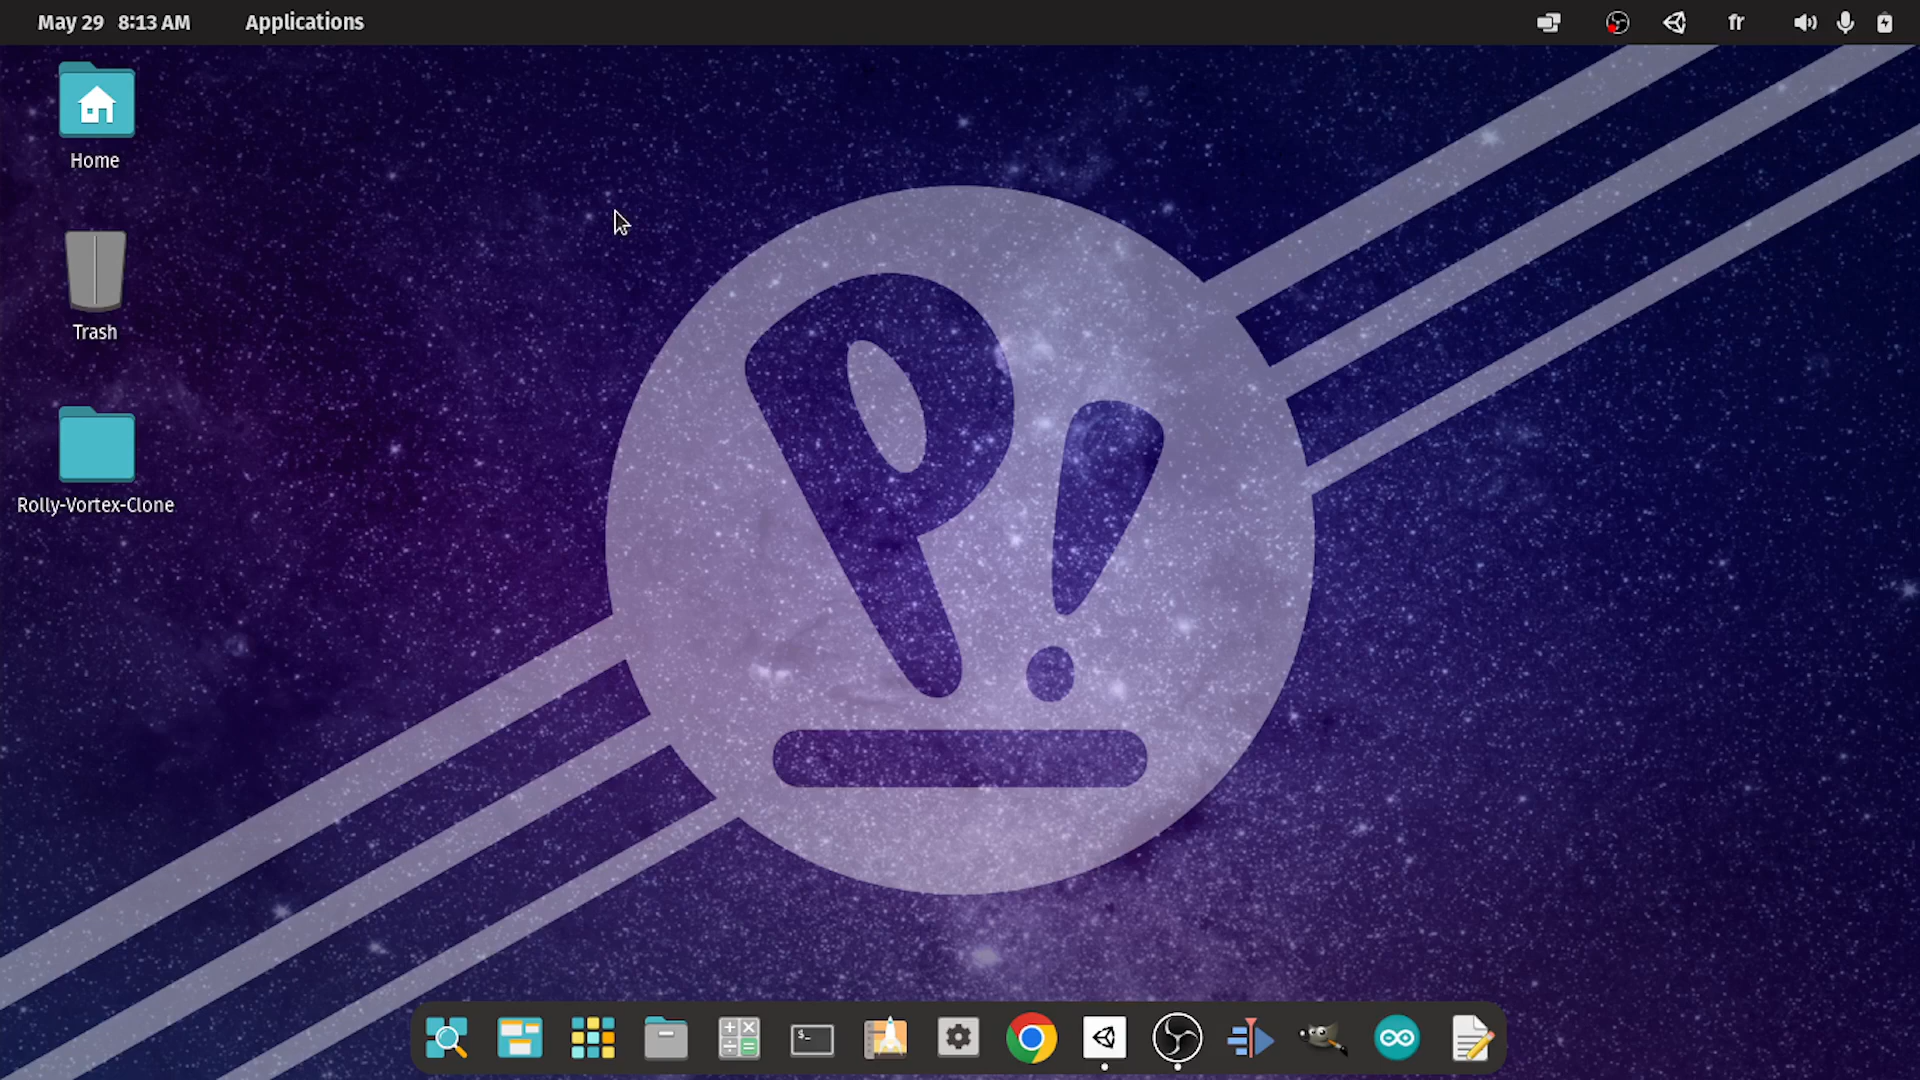 May 29 8:13 AM
Applications
fr
Home
Trash
Rolly-Vortex-Clone
P!